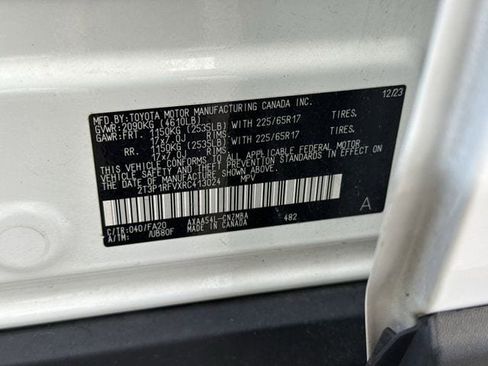 MFD.BY:TOYOTA MOTOR MANUFACTURING CANADA INC. 12/23
GVWR:2090KG (4610LB)
GAWR:FRT. 1150KG (2535LB) WITH 225/65R17 TIRES.
17x7.0J RIMS
RR. 1150KG (2535LB) WITH 225/65R17 TIRES.
17x7.0J RIMS
THIS VEHICLE CONFORMS TO ALL APPLICABLE FEDERAL MOTOR
VEHICLE SAFETY AND THEFT PREVENTION STANDARDS IN EFFECT ON
THE DATE OF MANUFACTURE SHOWN ABOVE.
2T3P1RFVXRC413024 MPV
C/TR:040/FA20 AXAA54L-CNZMBA 482 A
A/TM: /UB80F MADE IN CANADA